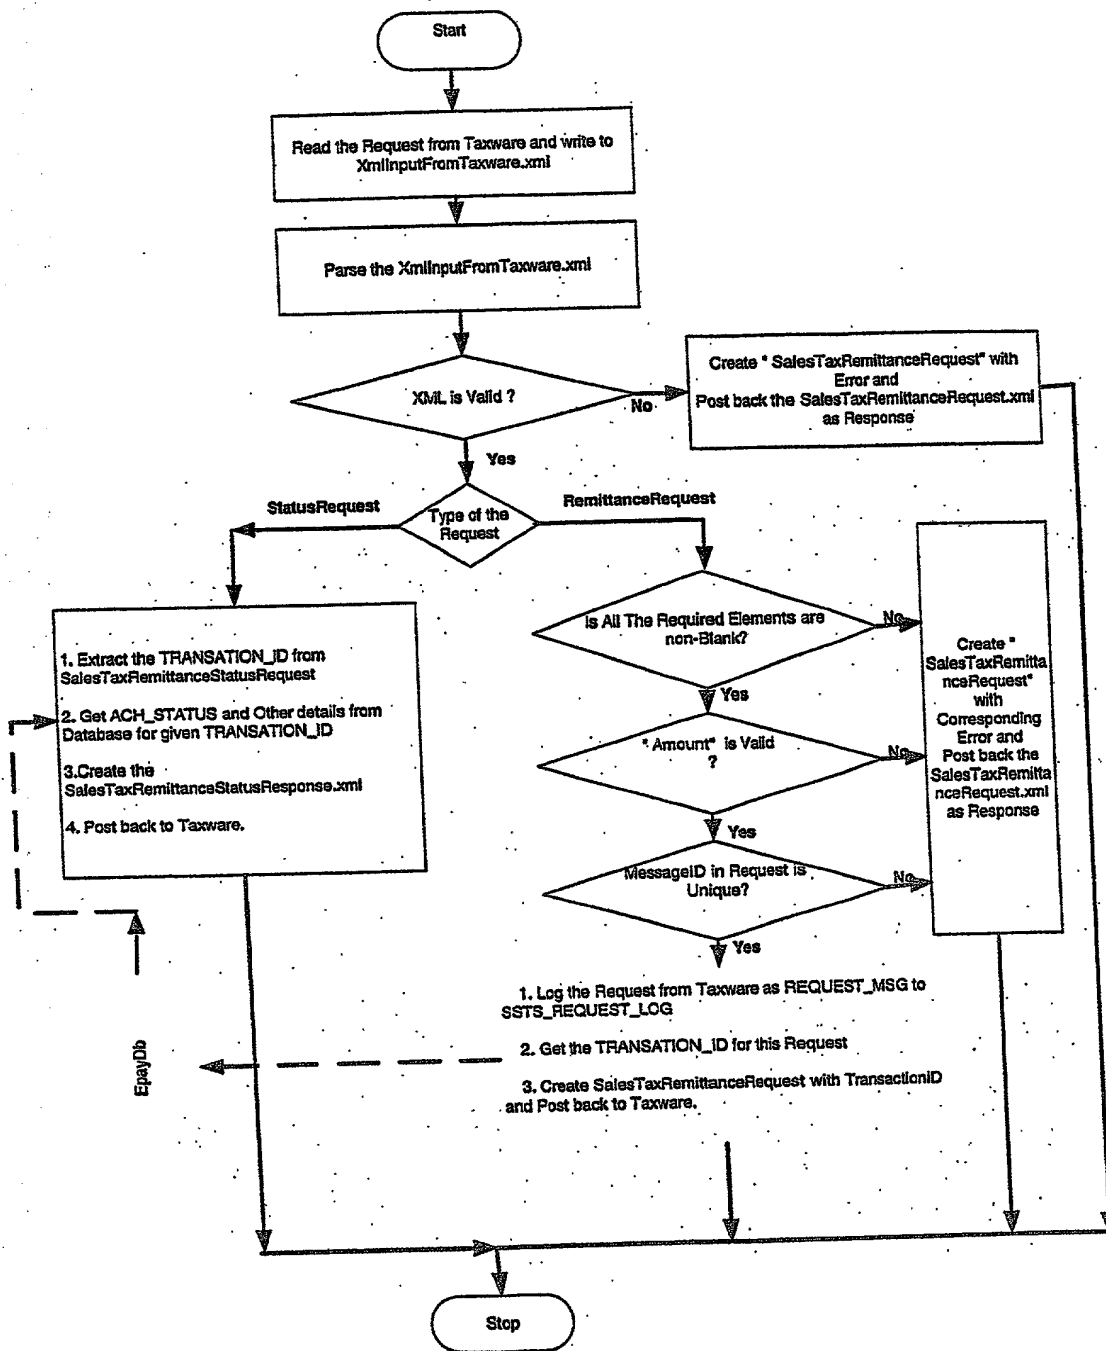 Start
Read the Request from Taxware and write to
XmlInputFromTaxware.xml
Parse the XmlInputFromTaxware.xml
XML is Valid ?
No
Create " SalesTaxRemittanceRequest" with
Error and
Post back the SalesTaxRemittanceRequest.xml
as Response
Yes
StatusRequest
Type of the
Request
RemittanceRequest
1. Extract the TRANSATION_ID from
SalesTaxRemittanceStatusRequest
2. Get ACH_STATUS and Other details from
Database for given TRANSATION_ID
3.Create the
SalesTaxRemittanceStatusResponse.xml
4. Post back to Taxware.
Is All The Required Elements are
non-Blank?
No
Yes
" Amount" is Valid
?
No
Yes
MessageID in Request is
Unique?
No
Yes
Create "
SalesTaxRemitta
nceRequest"
with
Corresponding
Error and
Post back the
SalesTaxRemitta
nceRequest.xml
as Response
1. Log the Request from Taxware as REQUEST_MSG to
SSTS_REQUEST_LOG
2. Get the TRANSATION_ID for this Request
3. Create SalesTaxRemittanceRequest with TransactionID
and Post back to Taxware.
EpayDb
Stop